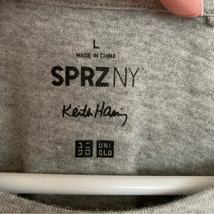 L
MADE IN CHINA
SPRZ NY
Keith Haring
ユニ UNI
クロ QLO